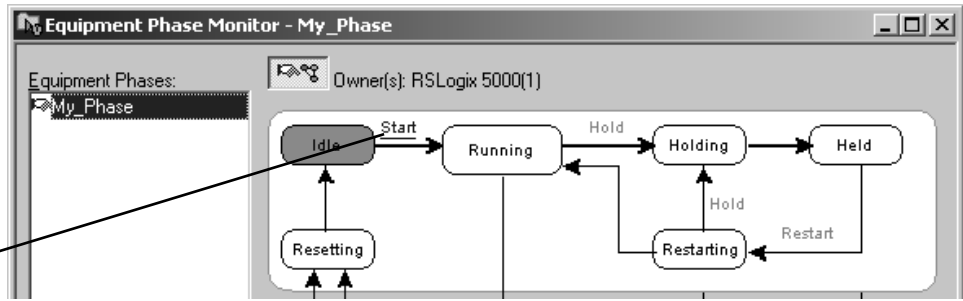 Equipment Phase Monitor - My_Phase
Equipment Phases:
Owner(s): RSLogix 5000(1)
My_Phase
Idle
Start
Running
Hold
Holding
Held
Hold
Resetting
Restarting
Restart